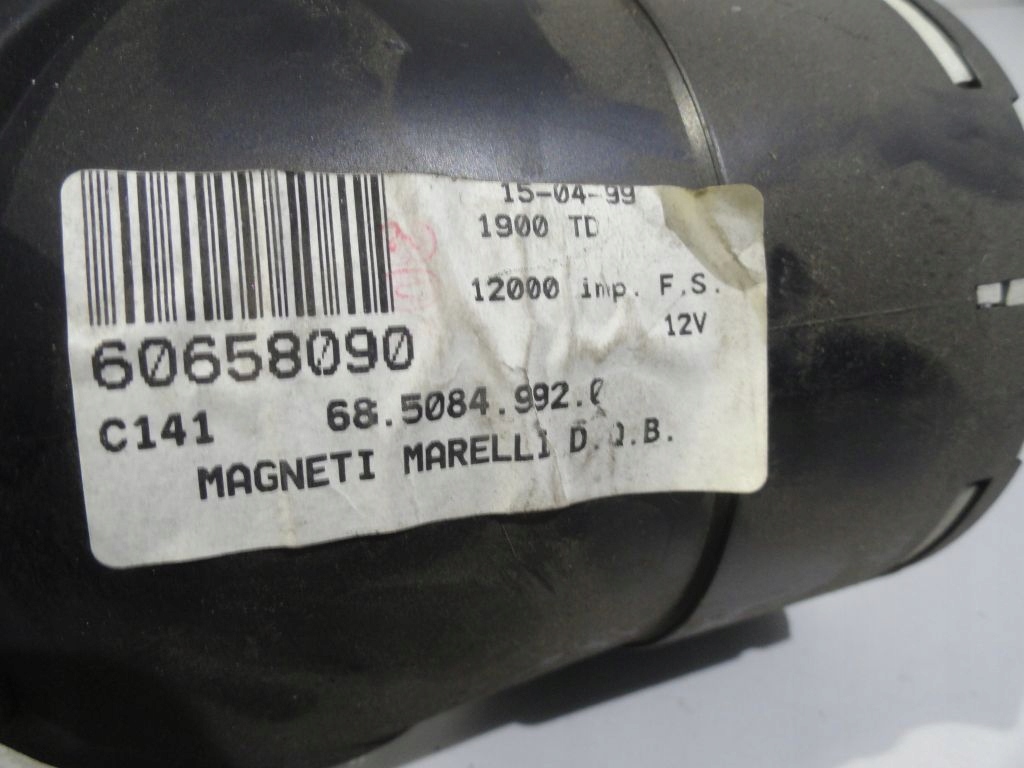 15-04-99
1900 TD
12000 imp. F.S.
12V
60658090
C141 68.5084.992.0
MAGNETI MARELLI